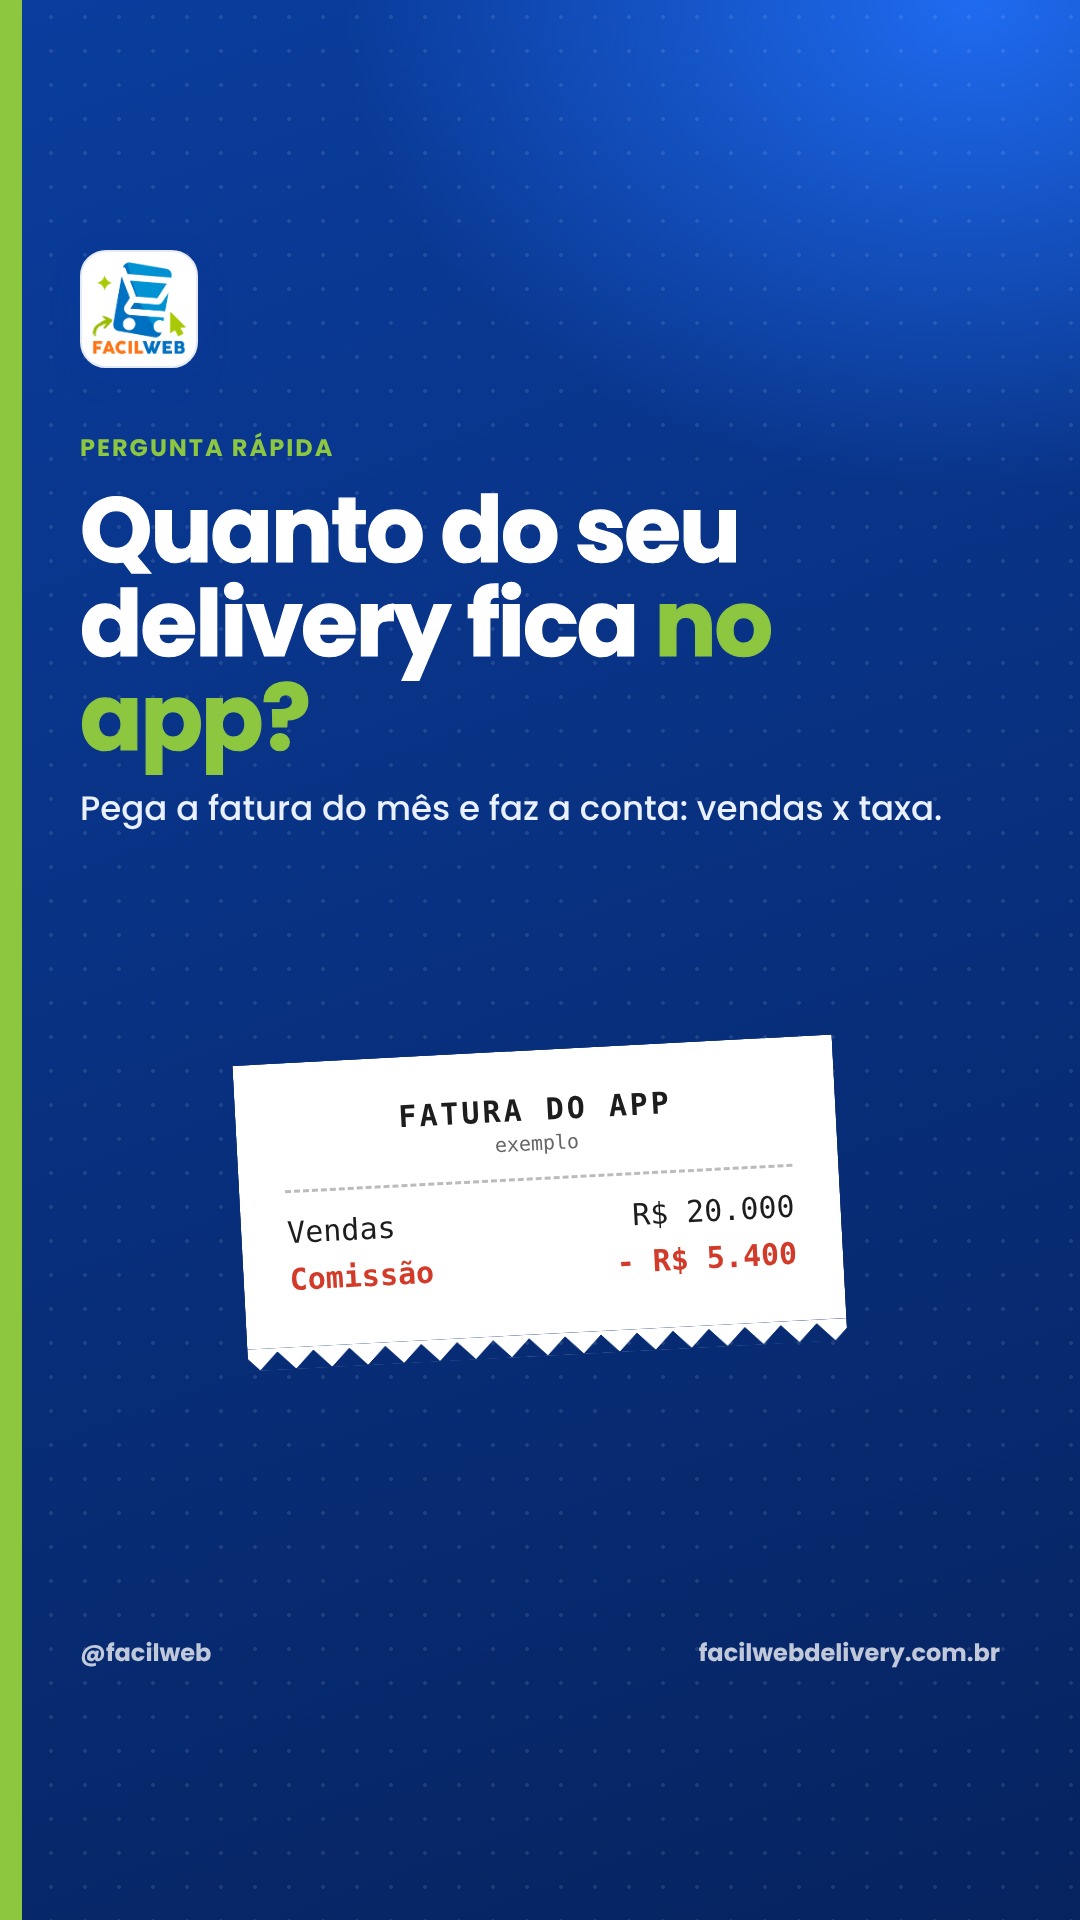 FACILWEB
PERGUNTA RÁPIDA
Quanto do seu
delivery fica no
app?
Pega a fatura do mês e faz a conta: vendas x taxa.
FATURA DO APP
exemplo
Vendas R$ 20.000
Comissão - R$ 5.400
@facilweb facilwebdelivery.com.br